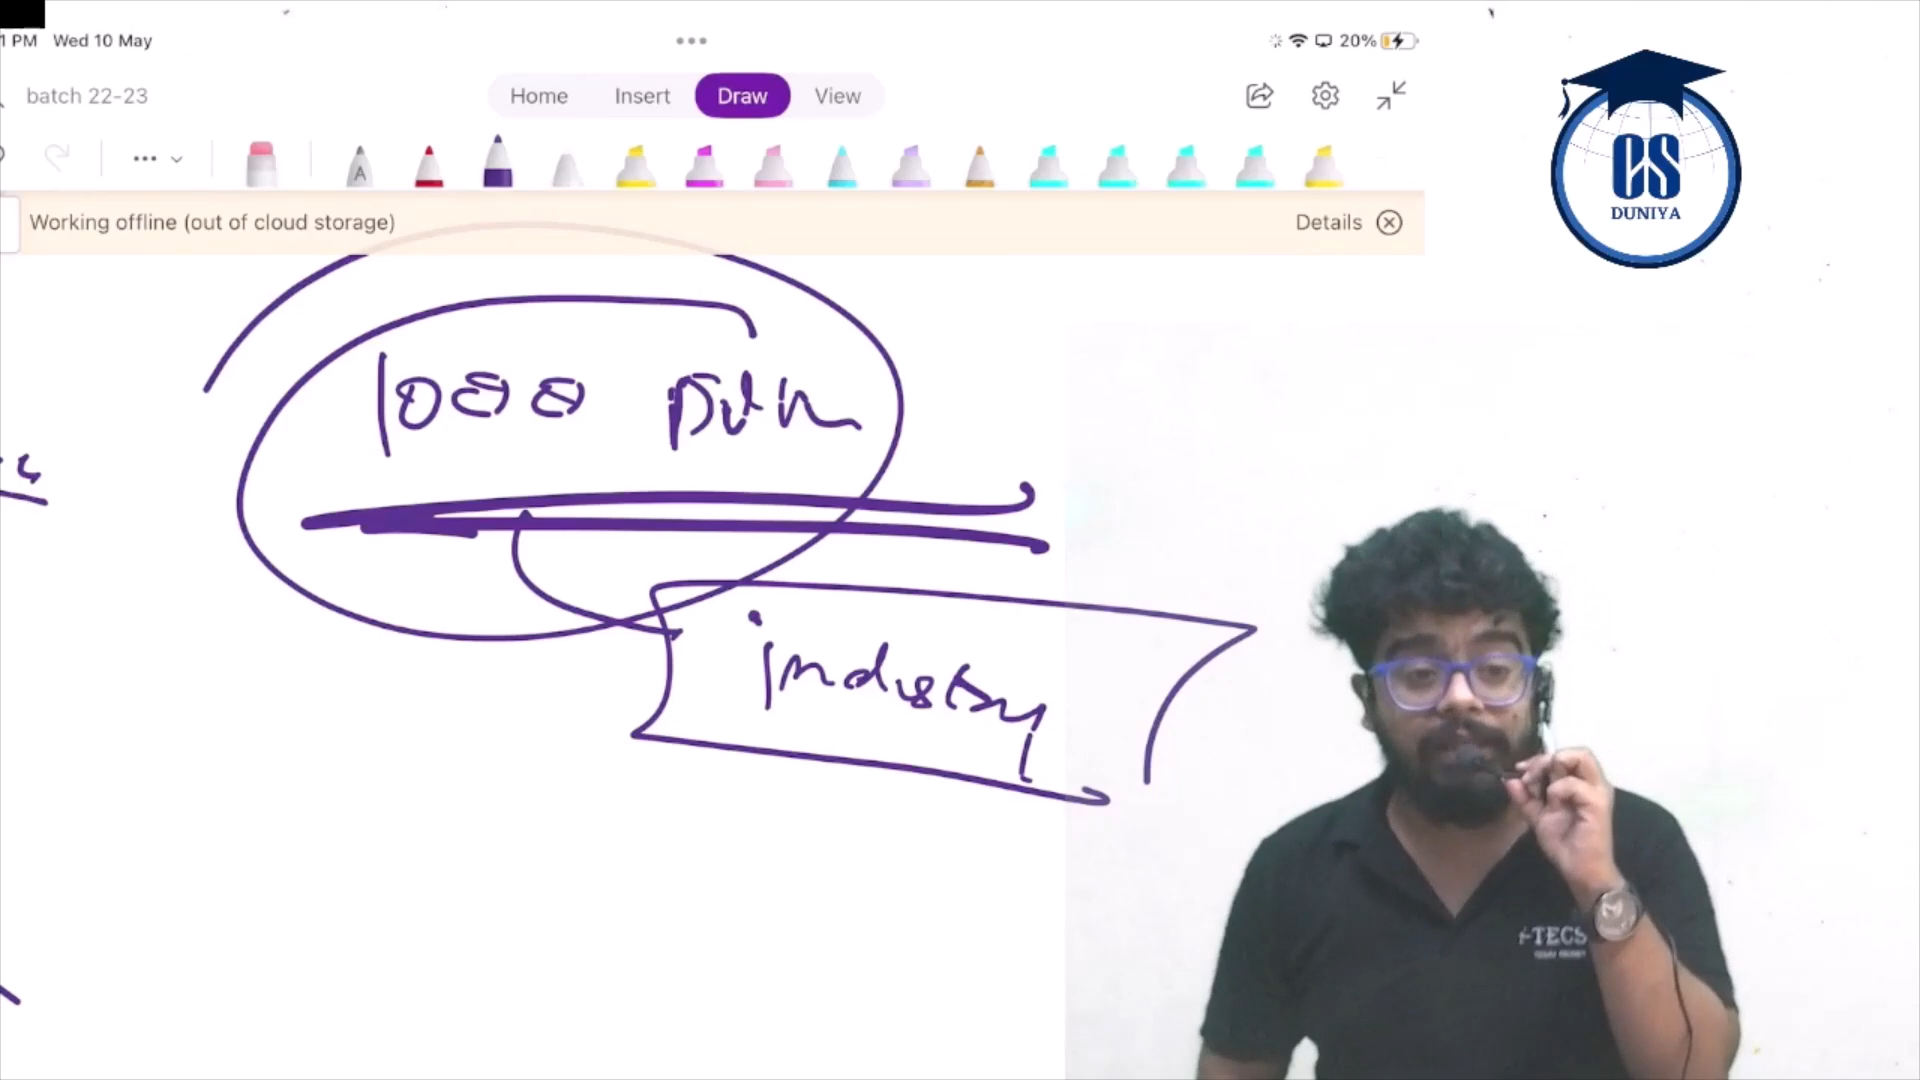 1 PM Wed 10 May
20%
batch 22-23
Home Insert Draw View
A
Working offline (out of cloud storage)
Details
CS
DUNIYA
1000
industry
i-TECS